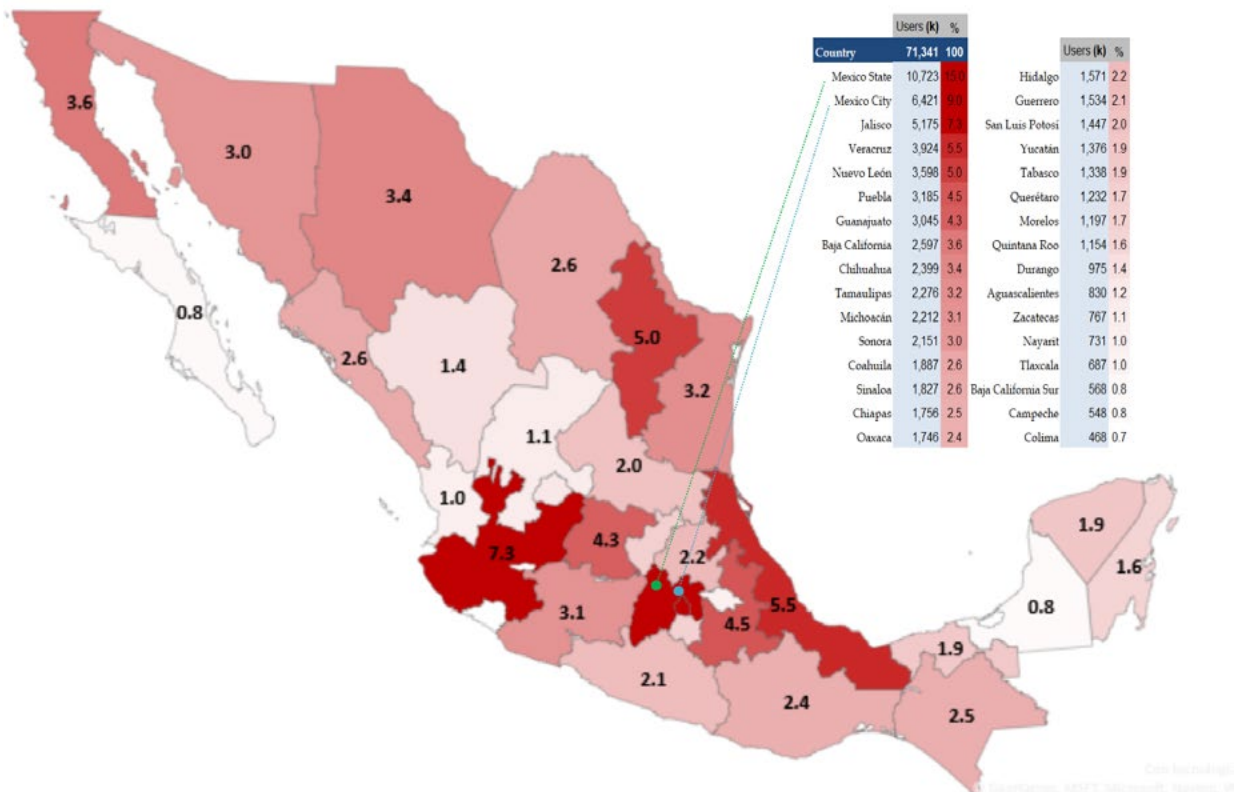 Users (k) %
Country 71,341 100
Mexico State 10,723 15.0
Mexico City 6,421 9.0
Jalisco 5,175 7.3
Veracruz 3,924 5.5
Nuevo León 3,598 5.0
Puebla 3,185 4.5
Guanajuato 3,045 4.3
Baja California 2,597 3.6
Chihuahua 2,399 3.4
Tamaulipas 2,276 3.2
Michoacán 2,212 3.1
Sonora 2,151 3.0
Coahuila 1,887 2.6
Sinaloa 1,827 2.6
Chiapas 1,756 2.5
Oaxaca 1,746 2.4
Users (k) %
Hidalgo 1,571 2.2
Guerrero 1,534 2.1
San Luis Potosí 1,447 2.0
Yucatán 1,376 1.9
Tabasco 1,338 1.9
Querétaro 1,232 1.7
Morelos 1,197 1.7
Quintana Roo 1,154 1.6
Durango 975 1.4
Aguascalientes 830 1.2
Zacatecas 767 1.1
Nayarit 731 1.0
Tlaxcala 687 1.0
Baja California Sur 568 0.8
Campeche 548 0.8
Colima 468 0.7
3.6
3.0
3.4
2.6
0.8
5.0
2.6
1.4
3.2
1.1
2.0
1.0
7.3
4.3
2.2
1.9
1.6
3.1
4.5
5.5
0.8
1.9
2.1
2.4
2.5